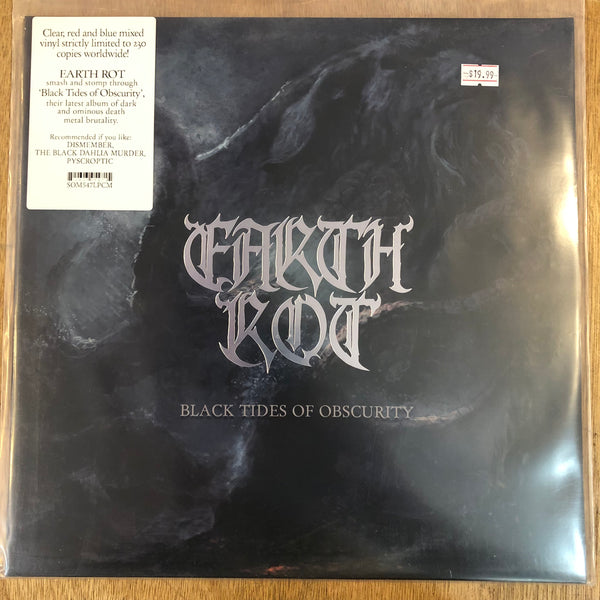 Clear, red and blue mixed
vinyl strictly limited to 230
copies worldwide!
EARTH ROT
smash and stomp through
"Black Tides of Obscurity",
their latest album of dark
and ominous death
metal brutality.
Recommended if you like:
DISMEMBER,
THE BLACK DAHLIA MURDER,
PYSCROPTIC
SOM547LPCM
$19.99
EARTH
ROT
BLACK TIDES OF OBSCURITY